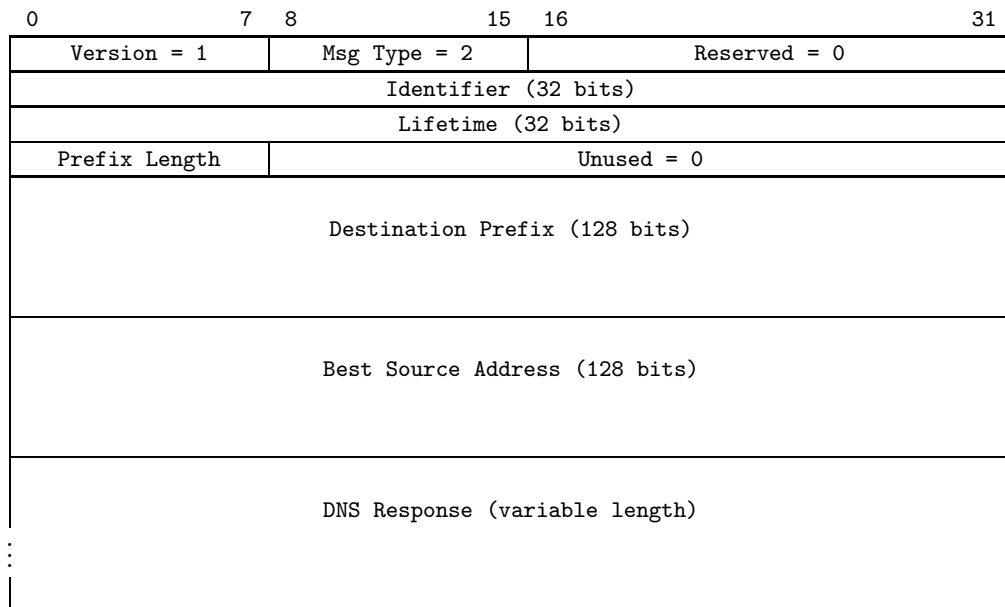 0 7 8 15 16 31
Version = 1 Msg Type = 2 Reserved = 0
Identifier (32 bits)
Lifetime (32 bits)
Prefix Length Unused = 0
Destination Prefix (128 bits)
Best Source Address (128 bits)
DNS Response (variable length)